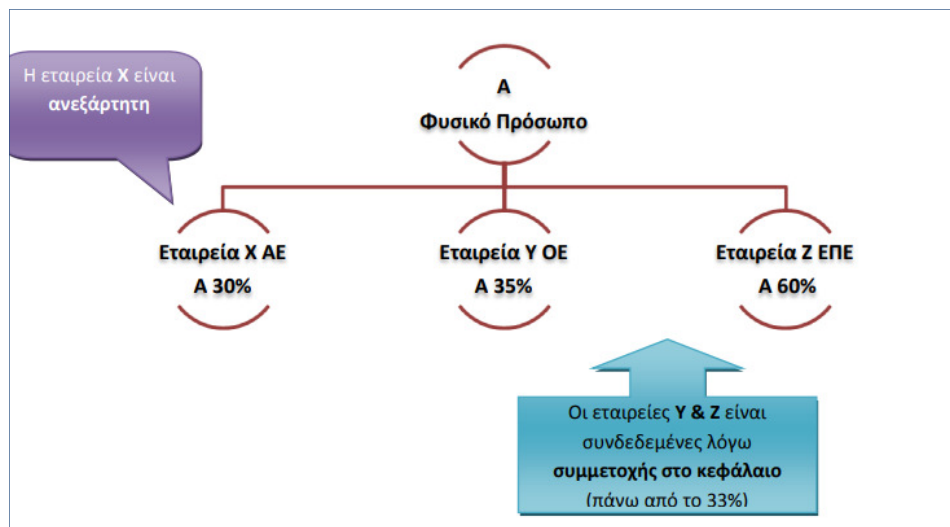 Η εταιρεία X είναι
ανεξάρτητη
Α
Φυσικό Πρόσωπο
Εταιρεία Χ ΑΕ
Α 30%
Εταιρεία Υ ΟΕ
Α 35%
Εταιρεία Ζ ΕΠΕ
Α 60%
Οι εταιρείες Υ & Ζ είναι
συνδεδεμένες λόγω
συμμετοχής στο κεφάλαιο
(πάνω από το 33%)